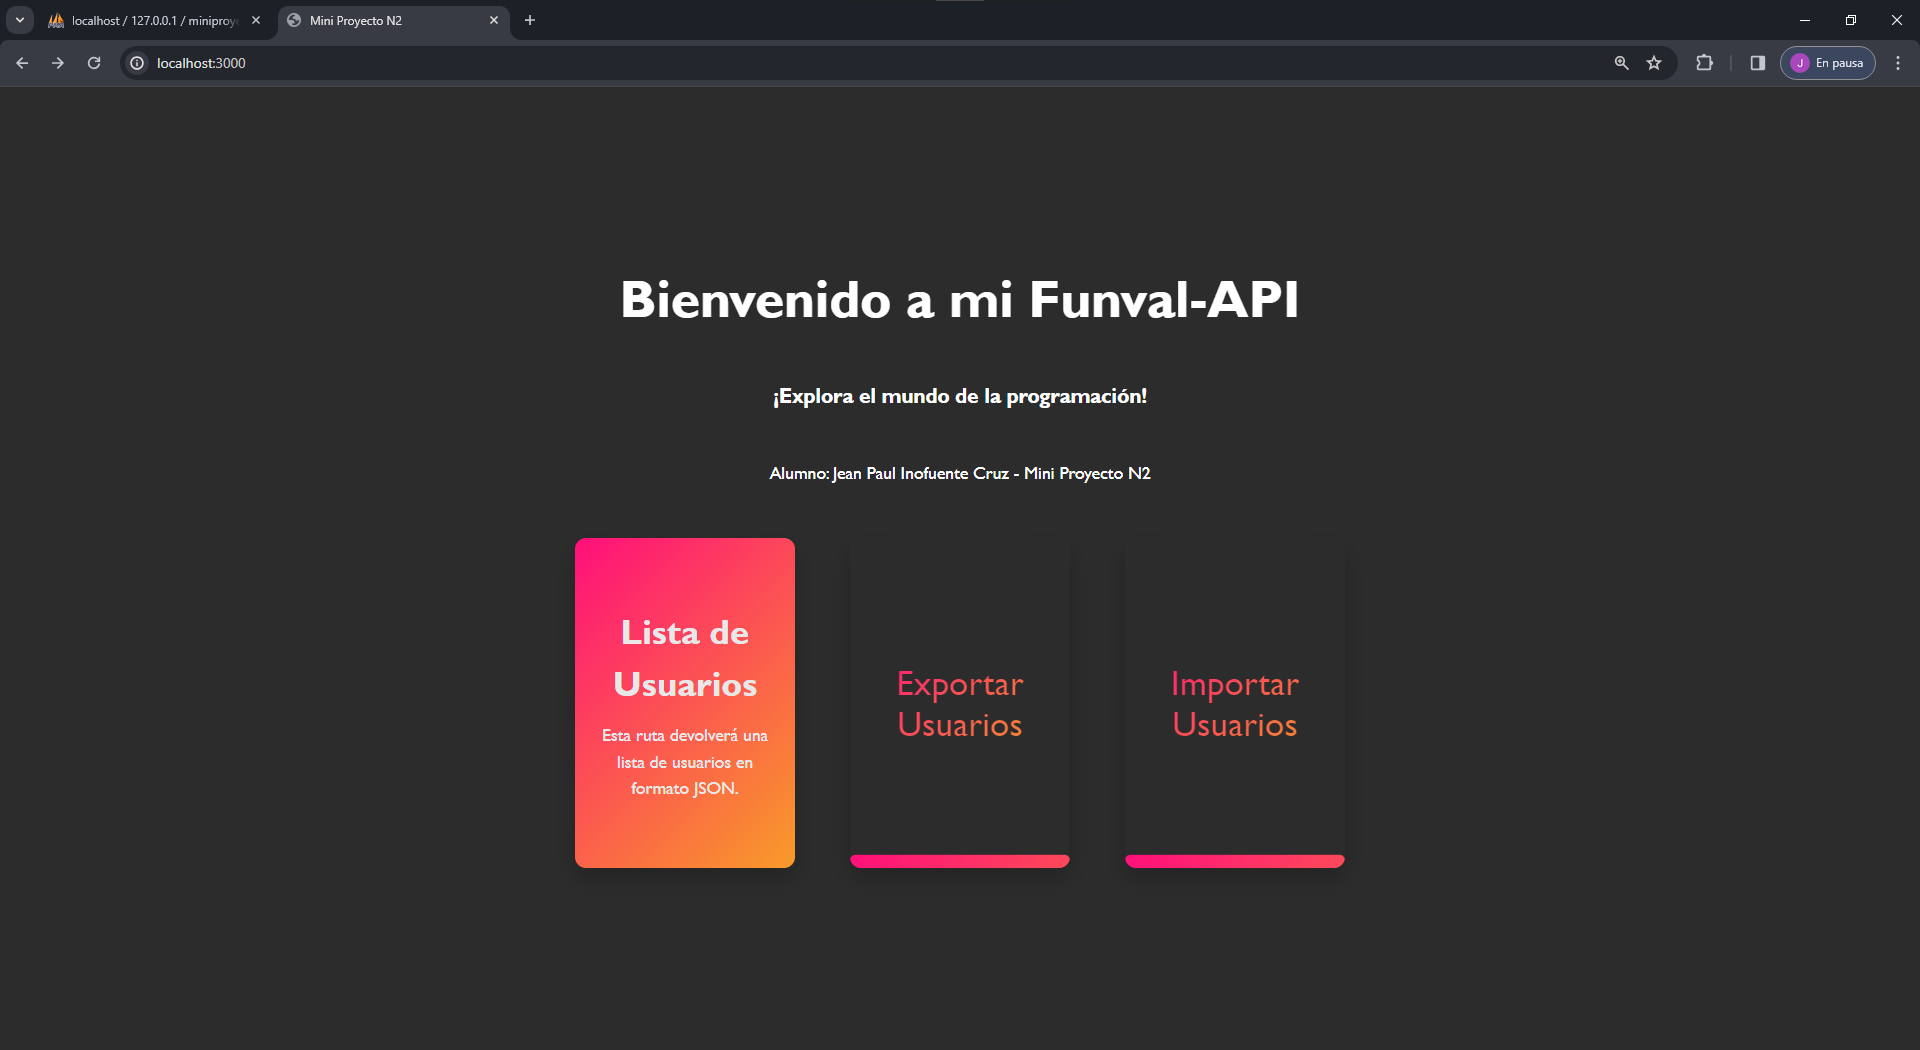 localhost / 127.0.0.1 / miniproy
Mini Proyecto N2
localhost:3000
J En pausa
Bienvenido a mi Funval-API
¡Explora el mundo de la programación!
Alumno: Jean Paul Inofuente Cruz - Mini Proyecto N2
Lista de
Usuarios
Esta ruta devolverá una
lista de usuarios en
formato JSON.
Exportar
Usuarios
Importar
Usuarios